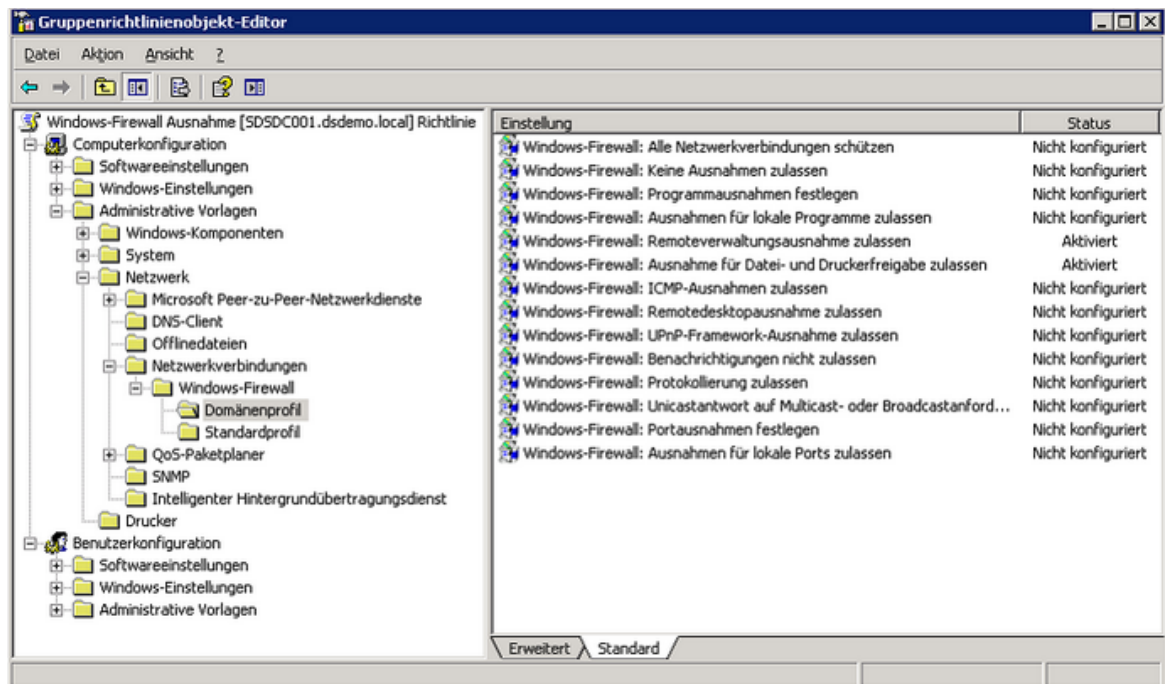 Gruppenrichtlinienobjekt-Editor
Datei Aktion Ansicht ?
Windows-Firewall Ausnahme [SDSDC001.dsdemo.local] Richtlinie
Computerkonfiguration
Softwareeinstellungen
Windows-Einstellungen
Administrative Vorlagen
Windows-Komponenten
System
Netzwerk
Microsoft Peer-zu-Peer-Netzwerkdienste
DNS-Client
Offlinedateien
Netzwerkverbindungen
Windows-Firewall
Domänenprofil
Standardprofil
QoS-Paketplaner
SNMP
Intelligenter Hintergrundübertragungsdienst
Drucker
Benutzerkonfiguration
Softwareeinstellungen
Windows-Einstellungen
Administrative Vorlagen
Einstellung Status
Windows-Firewall: Alle Netzwerkverbindungen schützen Nicht konfiguriert
Windows-Firewall: Keine Ausnahmen zulassen Nicht konfiguriert
Windows-Firewall: Programmausnahmen festlegen Nicht konfiguriert
Windows-Firewall: Ausnahmen für lokale Programme zulassen Nicht konfiguriert
Windows-Firewall: Remoteverwaltungsausnahme zulassen Aktiviert
Windows-Firewall: Ausnahme für Datei- und Druckerfreigabe zulassen Aktiviert
Windows-Firewall: ICMP-Ausnahmen zulassen Nicht konfiguriert
Windows-Firewall: Remotedesktopausnahme zulassen Nicht konfiguriert
Windows-Firewall: UPnP-Framework-Ausnahme zulassen Nicht konfiguriert
Windows-Firewall: Benachrichtigungen nicht zulassen Nicht konfiguriert
Windows-Firewall: Protokollierung zulassen Nicht konfiguriert
Windows-Firewall: Unicastantwort auf Multicast- oder Broadcastanford... Nicht konfiguriert
Windows-Firewall: Portausnahmen festlegen Nicht konfiguriert
Windows-Firewall: Ausnahmen für lokale Ports zulassen Nicht konfiguriert
Erweitert Standard